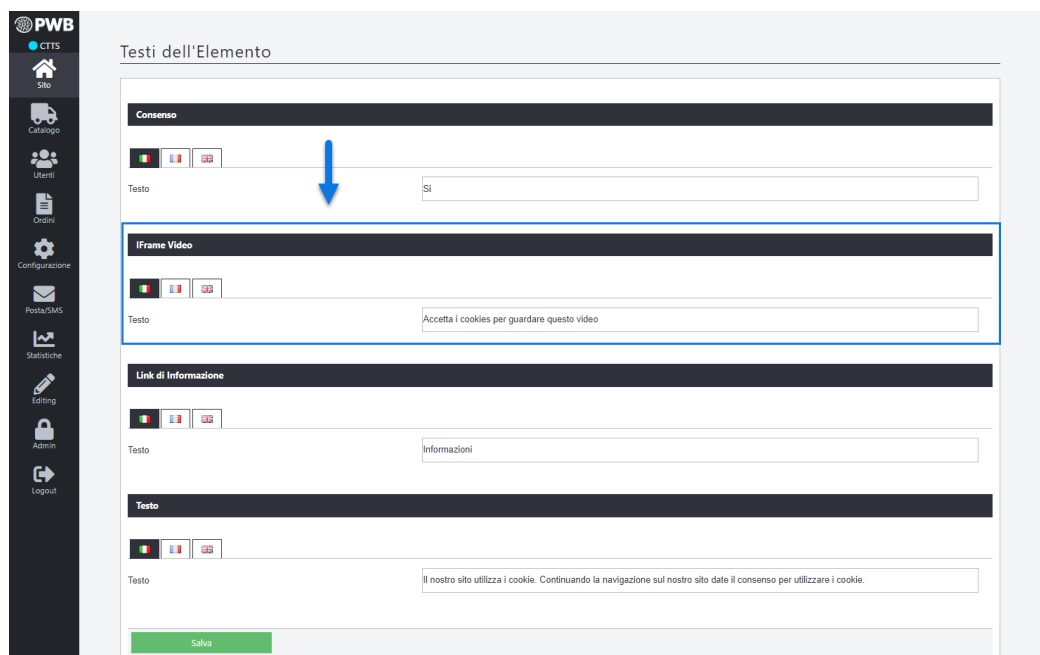 PWB
CTTS
Sito
Catalogo
Utenti
Ordini
Configurazione
Posta/SMS
Statistiche
Editing
Admin
Logout
Testi dell'Elemento
Consenso
Testo
Si
IFrame Video
Testo
Accetta i cookies per guardare questo video
Link di Informazione
Testo
Informazioni
Testo
Testo
Il nostro sito utilizza i cookie. Continuando la navigazione sul nostro sito date il consenso per utilizzare i cookie.
Salva